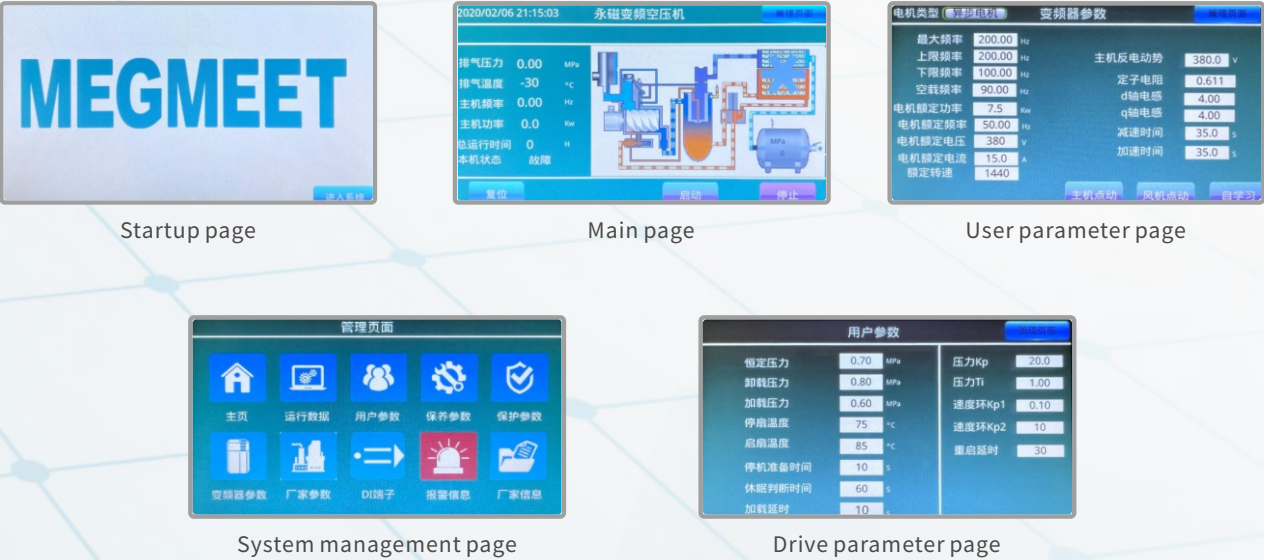 MEGMEET
进入系统
Startup page
2020/02/06 21:15:03 永磁变频空压机 管理页面
排气压力 0.00 MPa
排气温度 -30 °C
主机频率 0.00 Hz
主机功率 0.0 Kw
总运行时间 0 H
本机状态 故障
MPa
0
复位 启动 停止
Main page
电机类型 异步电机 变频器参数 管理页面
最大频率 200.00 Hz
上限频率 200.00 Hz
下限频率 100.00 Hz
空载频率 90.00 Hz
电机额定功率 7.5 Kw
电机额定频率 50.00 Hz
电机额定电压 380 V
电机额定电流 15.0 A
额定转速 1440
主机反电动势 380.0 V
定子电阻 0.611
d轴电感 4.00
q轴电感 4.00
减速时间 35.0 s
加速时间 35.0 s
主机点动 风机点动 自学习
User parameter page
管理页面
主页 运行数据 用户参数 保养参数 保护参数
变频器参数 厂家参数 DI端子 报警信息 厂家信息
System management page
用户参数 管理页面
恒定压力 0.70 MPa
卸载压力 0.80 MPa
加载压力 0.60 MPa
停扇温度 75 °C
启扇温度 85 °C
停机准备时间 10 s
休眠判断时间 60 s
加载延时 10 s
压力Kp 20.0
压力Ti 1.00
速度环Kp1 0.10
速度环Kp2 10
重启延时 30
Drive parameter page